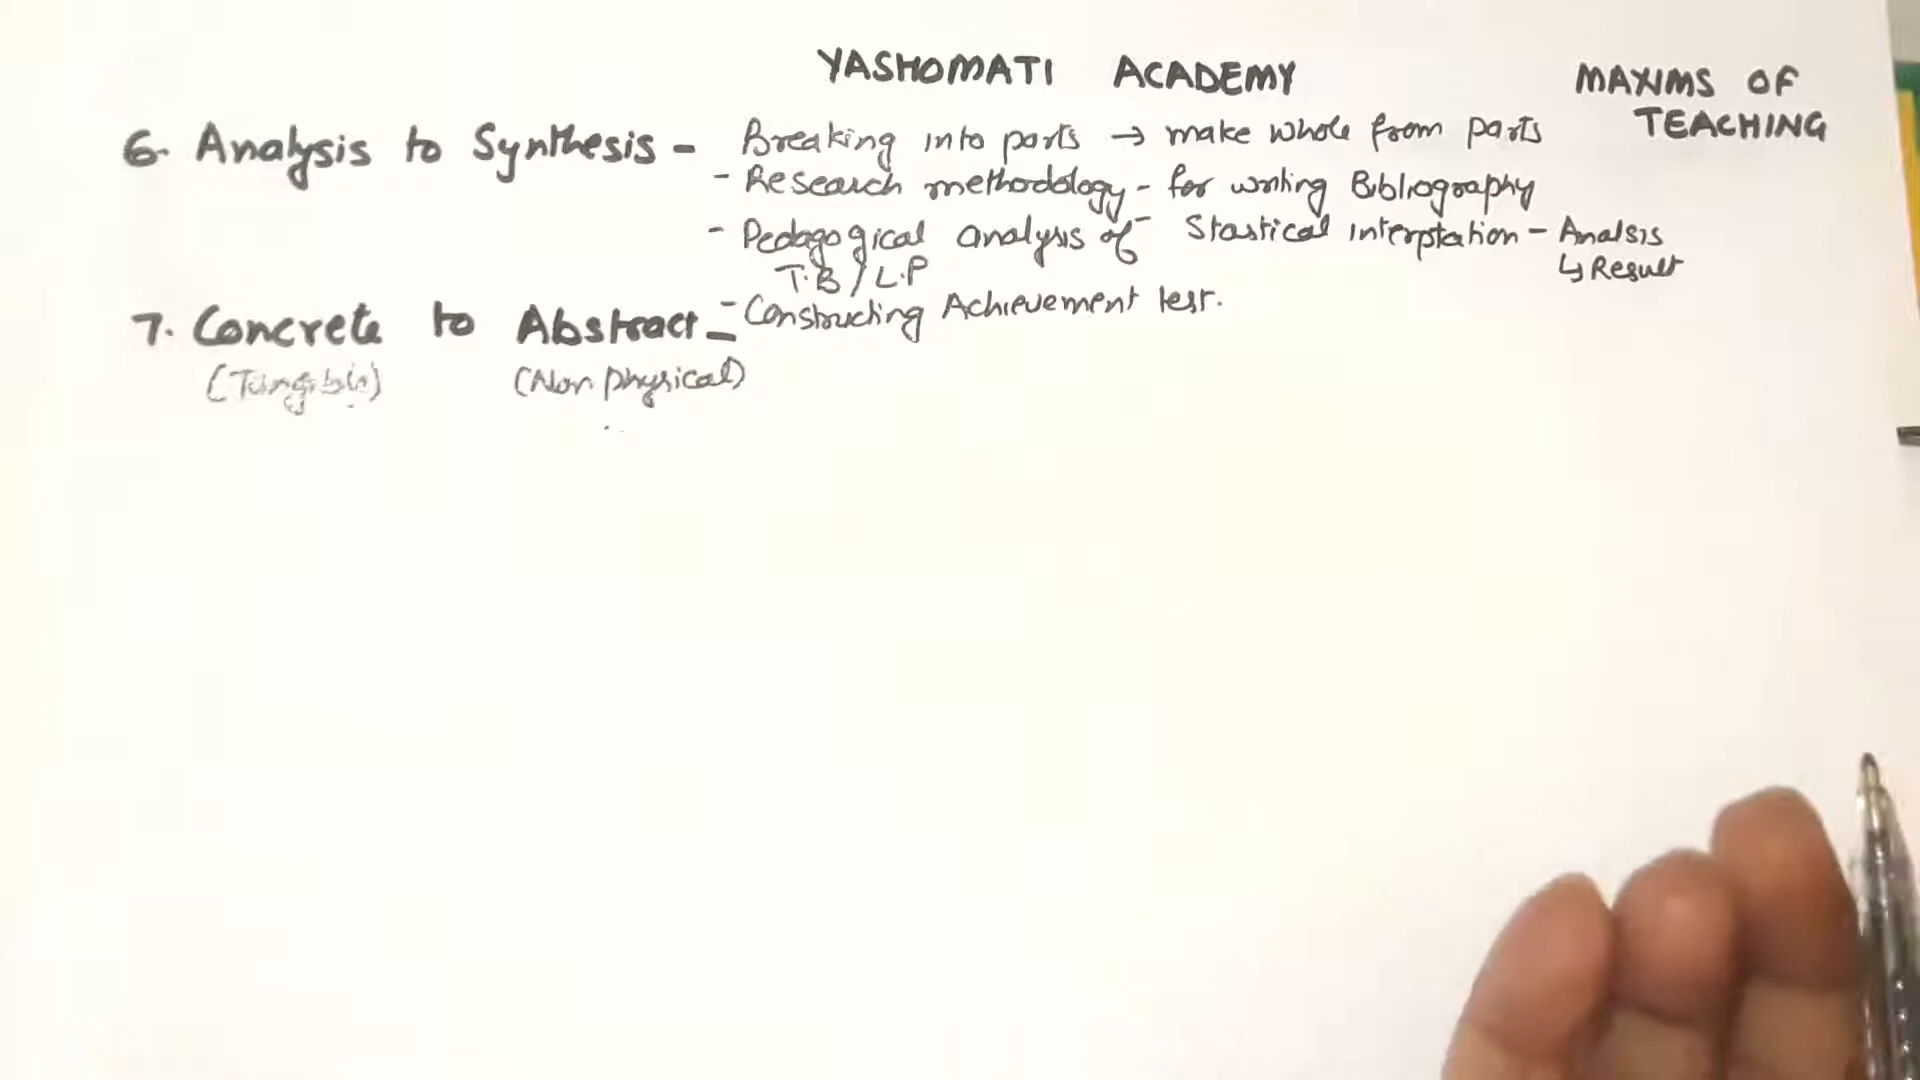 YASHOMATI ACADEMY
MAXIMS OF
TEACHING
6. Analysis to Synthesis - Breaking into parts → make whole from parts
- Research methodology - for writing Bibliography
- Pedagogical analysis of - Stastical interptation - Analsis
T.B / L.P ↳ Result
7. Concrete to Abstract - - Constructing Achievement test.
(Tangible) (Non physical)